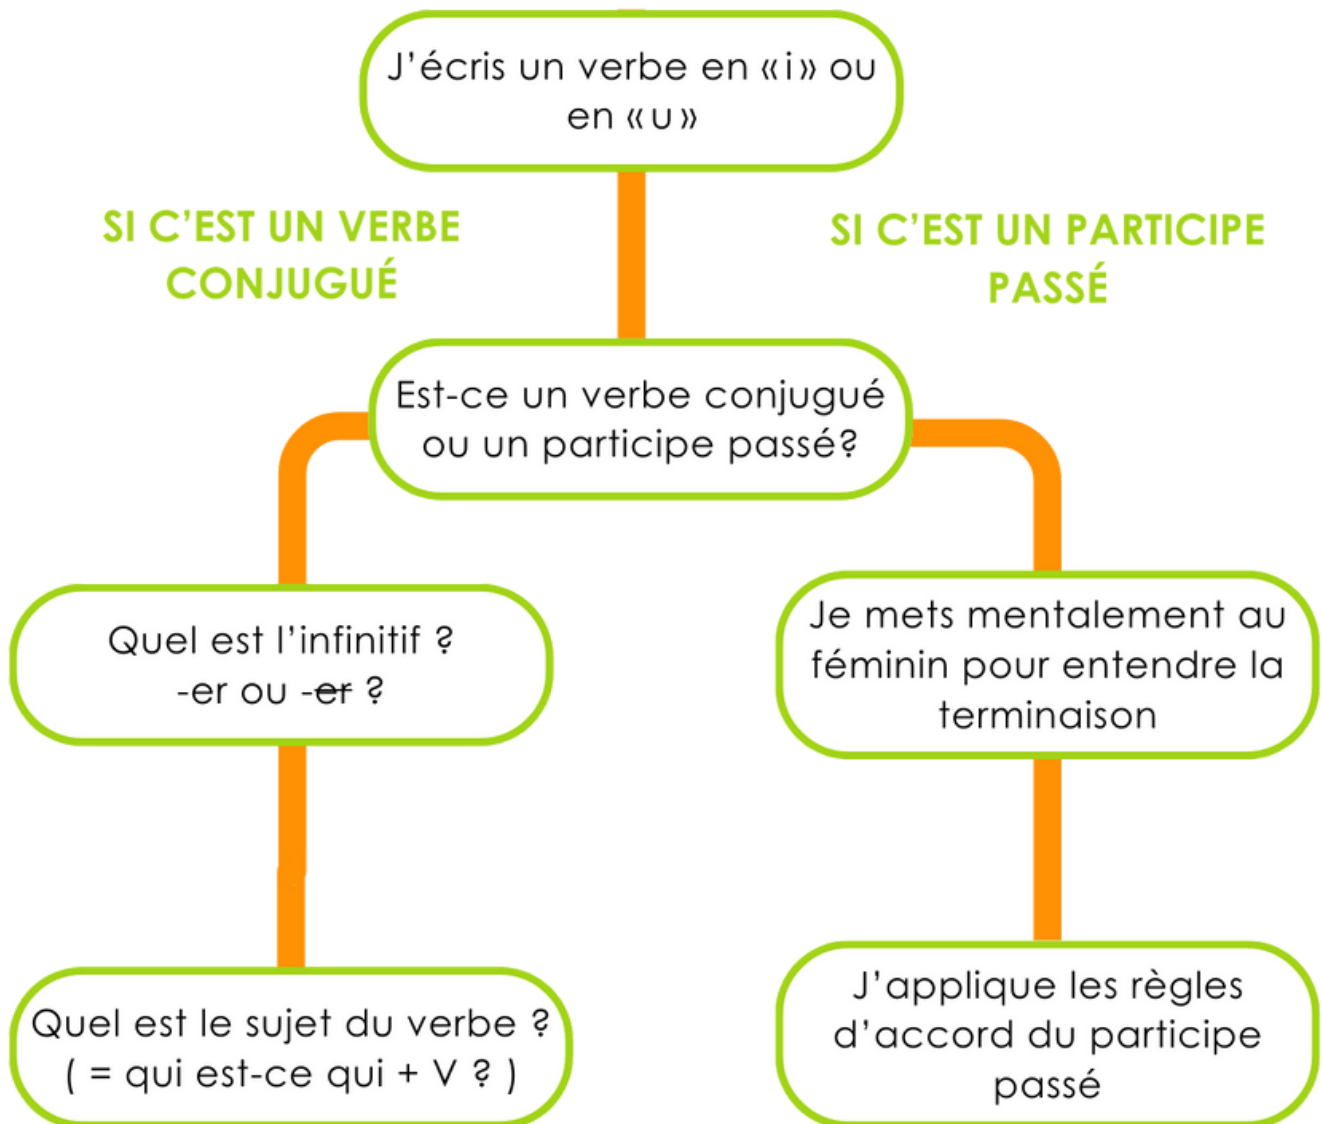 J’écris un verbe en «i» ou
en «u»
SI C’EST UN VERBE
CONJUGUÉ
SI C’EST UN PARTICIPE
PASSÉ
Est-ce un verbe conjugué
ou un participe passé?
Quel est l’infinitif ?
-er ou -er ?
Je mets mentalement au
féminin pour entendre la
terminaison
Quel est le sujet du verbe ?
( = qui est-ce qui + V ? )
J’applique les règles
d’accord du participe
passé